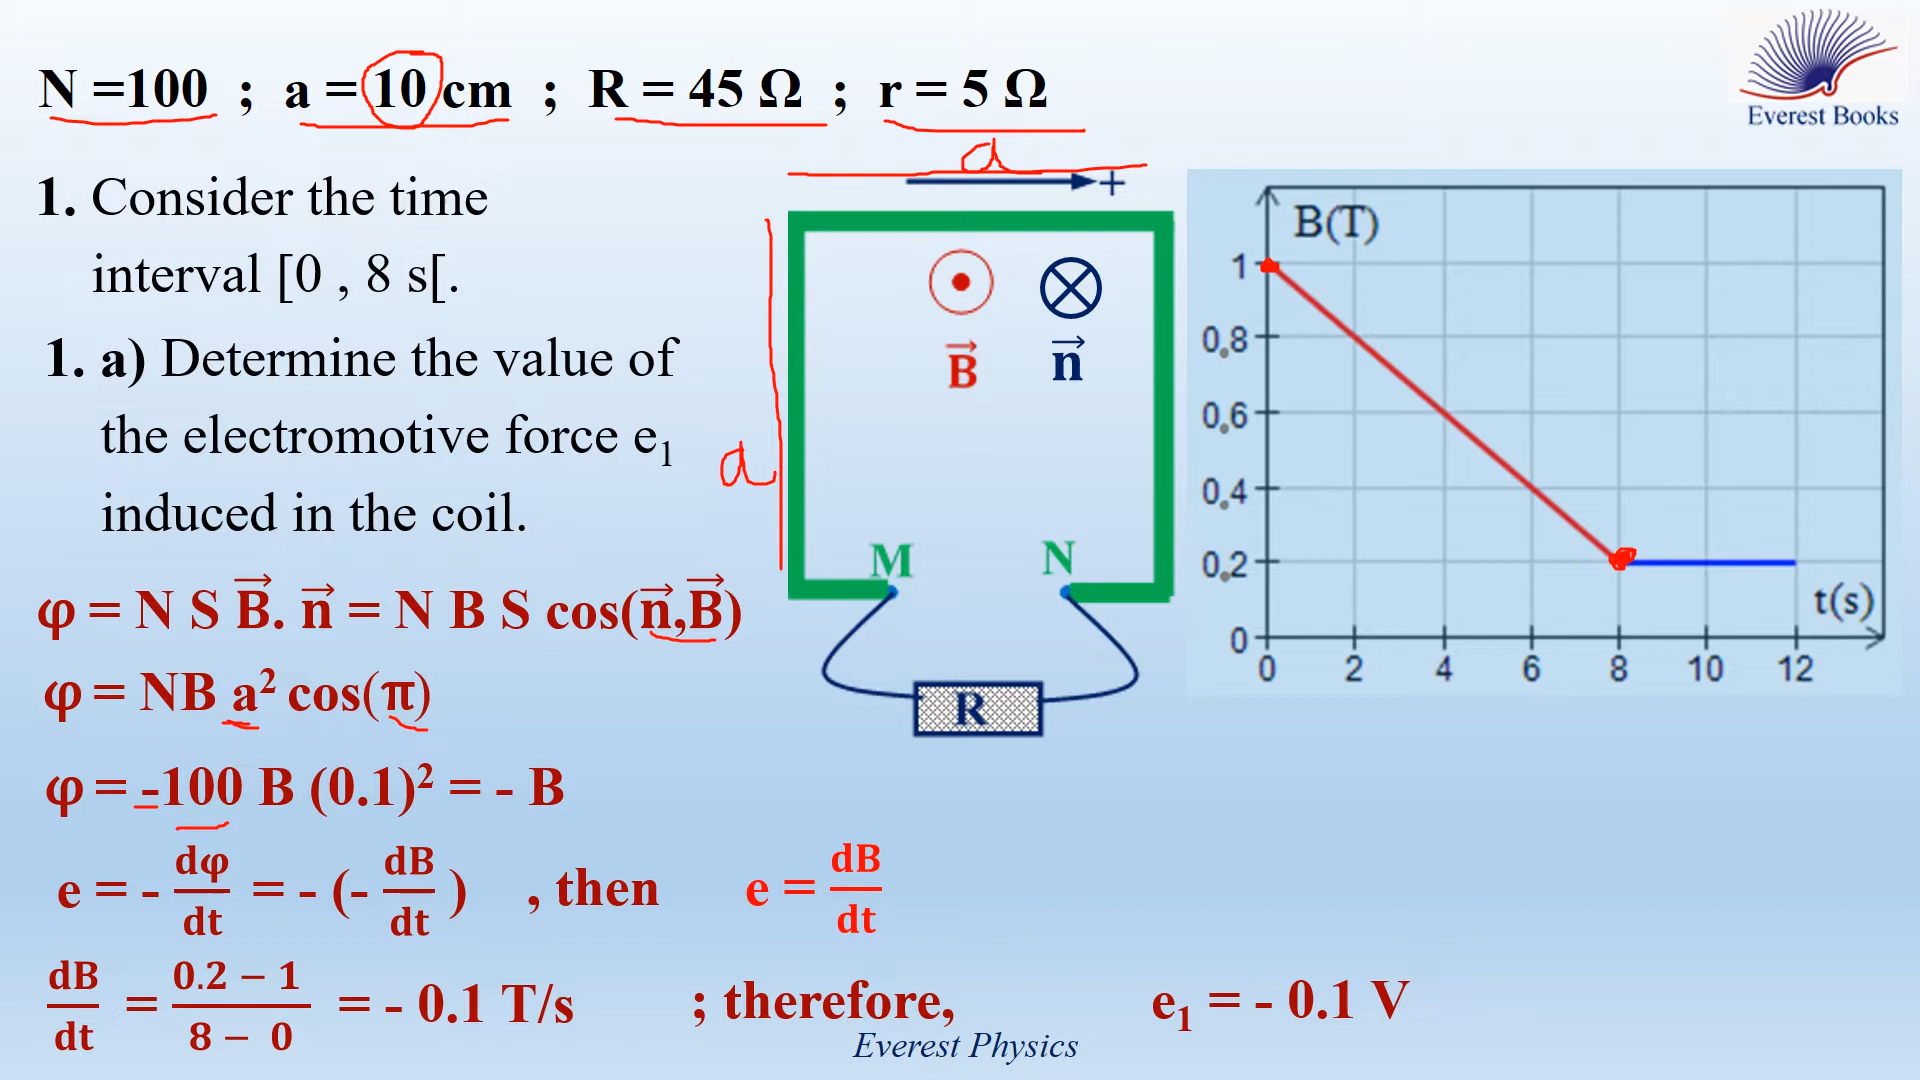 N =100 ; a = 10 cm ; R = 45 Ω ; r = 5 Ω
Everest Books
1. Consider the time
interval [0 , 8 s[.
1. a) Determine the value of
the electromotive force e₁
induced in the coil.
φ = N S B⃗. n⃗ = N B S cos(n⃗,B⃗)
φ = NB a² cos(π)
φ = -100 B (0.1)² = - B
e = - dφ/dt = - (- dB/dt ) , then e = dB/dt
dB/dt = (0.2 – 1)/(8 – 0) = - 0.1 T/s ; therefore, e₁ = - 0.1 V
a
+
B⃗ n⃗
a
M N
R
B(T)
1
0.8
0.6
0.4
0.2
t(s)
0
0 2 4 6 8 10 12
Everest Physics